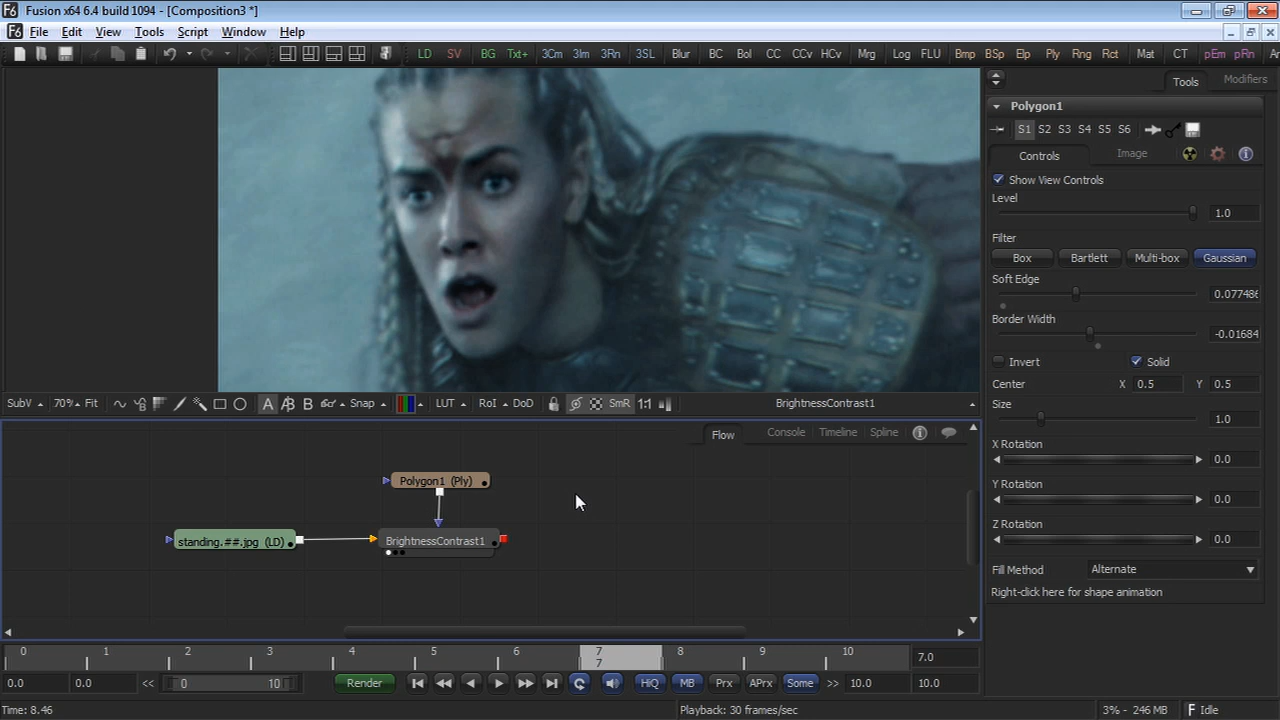 Fusion x64 6.4 build 1094 - [Composition3 *]
File Edit View Tools Script Window Help
LD SV BG Txt+ 3Cm 3Im 3Rn 3SL Blur BC Bol CC CCv HCv Mrg Log FLU Bmp BSp Elp Ply Rng Rct Mat CT pEm pRn
Tools Modifiers
Polygon1
S1 S2 S3 S4 S5 S6
Controls Image
Show View Controls
Level
1.0
Filter
Box Bartlett Multi-box Gaussian
Soft Edge
0.077486
Border Width
-0.01684
Invert Solid
Center X 0.5 Y 0.5
Size
1.0
X Rotation
0.0
Y Rotation
0.0
Z Rotation
0.0
Fill Method Alternate
Right-click here for shape animation
SubV 70% Fit A B Snap LUT RoI DoD SmR 1:1 BrightnessContrast1
Flow Console Timeline Spline
Polygon1 (Ply)
standing.##.jpg (LD)
BrightnessContrast1
0 1 2 3 4 5 6 7 8 9 10
7
7.0
0.0 0.0 << 0 10 Render HiQ MB Prx APrx Some >> 10.0 10.0
Time: 8.46 Playback: 30 frames/sec 3% - 246 MB Idle